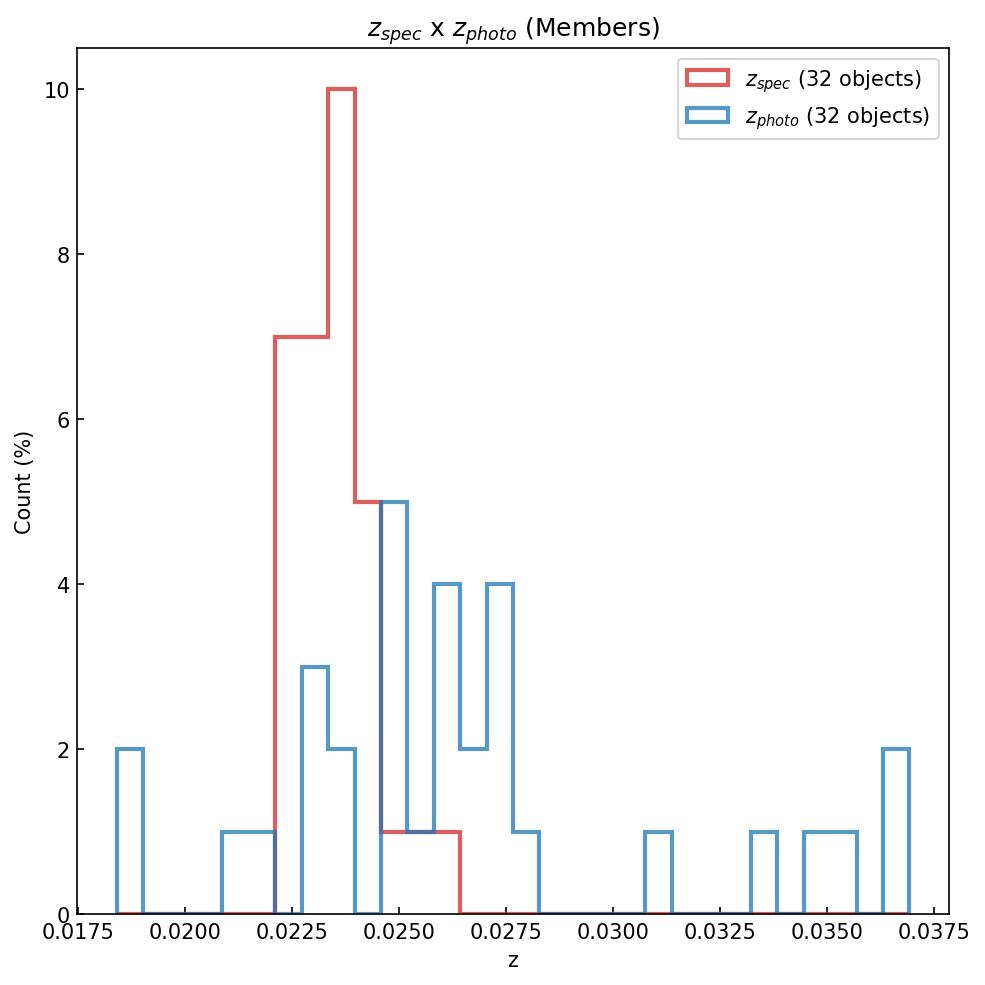 z_spec x z_photo (Members)
z_spec (32 objects)
z_photo (32 objects)
10
8
6
4
2
0
Count (%)
0.0175 0.0200 0.0225 0.0250 0.0275 0.0300 0.0325 0.0350 0.0375
z